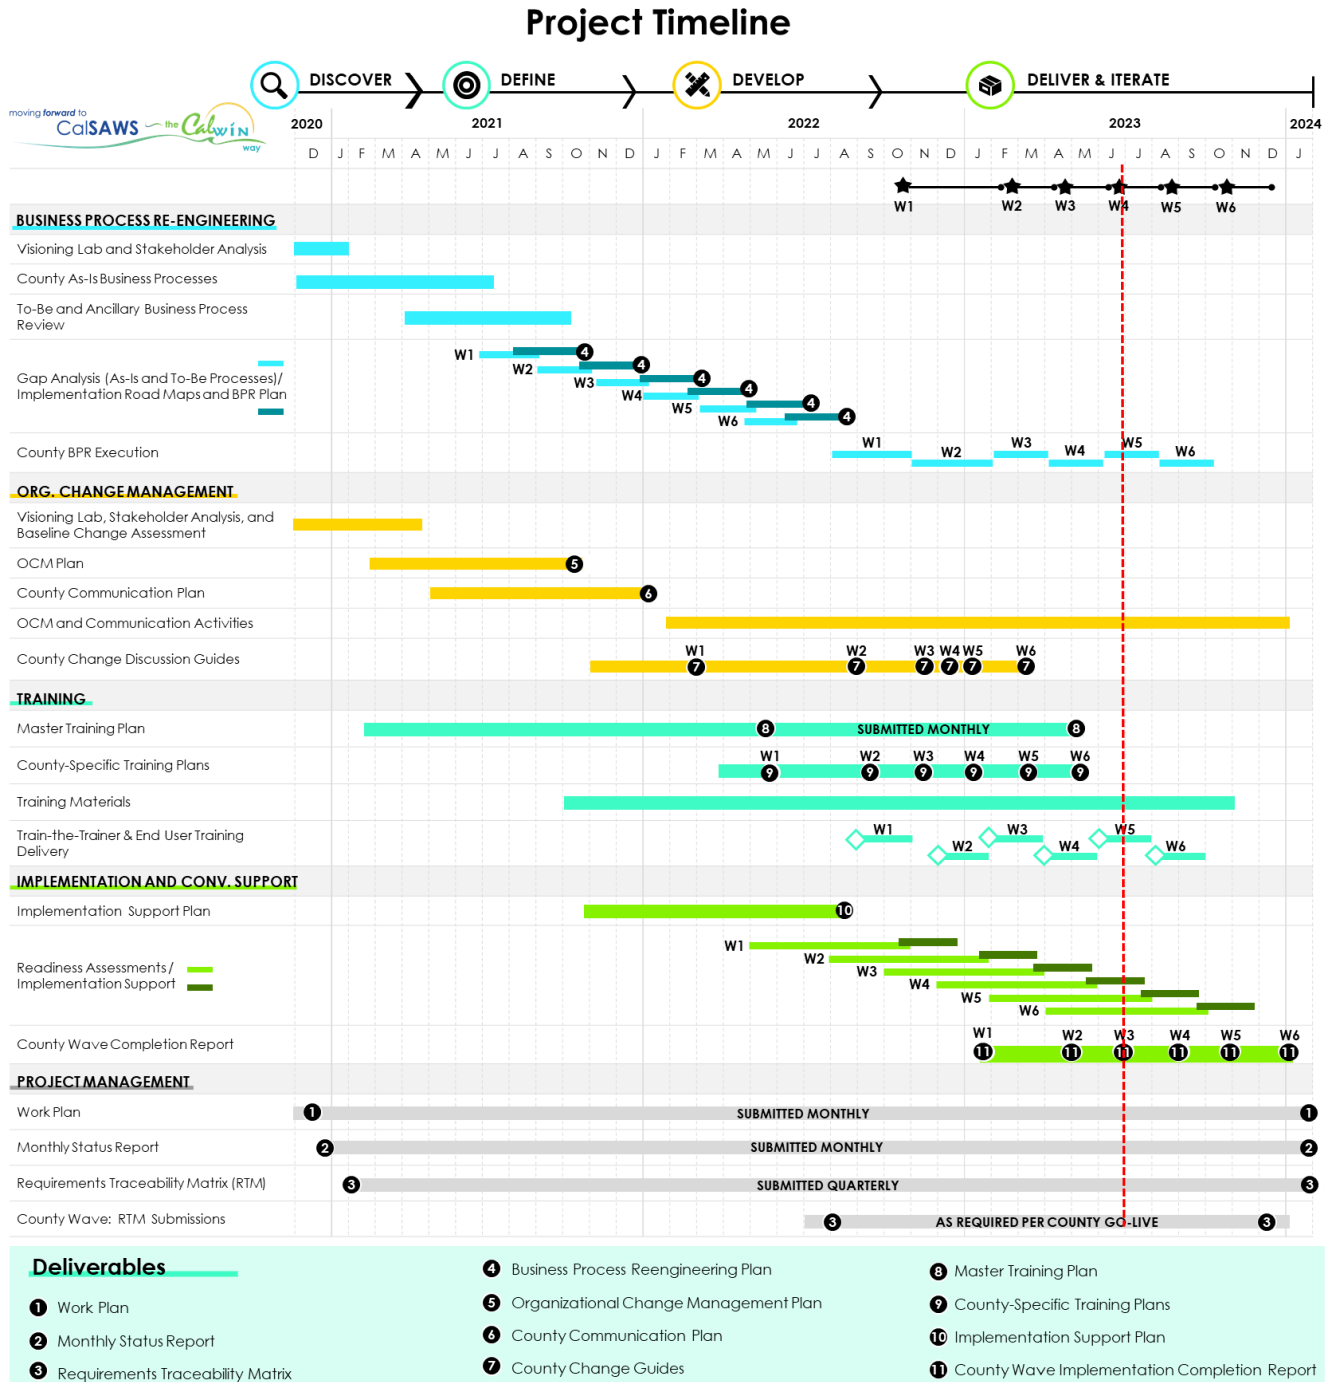 Project Timeline
DISCOVER
DEFINE
DEVELOP
DELIVER & ITERATE
moving forward to
CalSAWS the CalWIN
way
2020 2021 2022 2023 2024
D J F M A M J J A S O N D J F M A M J J A S O N D J F M A M J J A S O N D J
W1 W2 W3 W4 W5 W6
BUSINESS PROCESS RE-ENGINEERING
Visioning Lab and Stakeholder Analysis
County As-Is Business Processes
To-Be and Ancillary Business Process
Review
Gap Analysis (As-Is and To-Be Processes)/
Implementation Road Maps and BPR Plan
W1 4
W2 4
W3 4
W4 4
W5 4
W6 4
County BPR Execution
W1 W2 W3 W4 W5 W6
ORG. CHANGE MANAGEMENT
Visioning Lab, Stakeholder Analysis, and
Baseline Change Assessment
OCM Plan 5
County Communication Plan 6
OCM and Communication Activities
County Change Discussion Guides
W1 W2 W3 W4 W5 W6
7 7 7 7 7 7
TRAINING
Master Training Plan 8 SUBMITTED MONTHLY 8
County-Specific Training Plans
W1 W2 W3 W4 W5 W6
9 9 9 9 9 9
Training Materials
Train-the-Trainer & End User Training
Delivery
W1 W2 W3 W4 W5 W6
IMPLEMENTATION AND CONV. SUPPORT
Implementation Support Plan 10
Readiness Assessments /
Implementation Support
W1
W2
W3
W4
W5
W6
County Wave Completion Report
W1 W2 W3 W4 W5 W6
11 11 11 11 11 11
PROJECT MANAGEMENT
Work Plan 1 SUBMITTED MONTHLY 1
Monthly Status Report 2 SUBMITTED MONTHLY 2
Requirements Traceability Matrix (RTM) 3 SUBMITTED QUARTERLY 3
County Wave: RTM Submissions 3 AS REQUIRED PER COUNTY GO-LIVE 3
Deliverables
1 Work Plan
2 Monthly Status Report
3 Requirements Traceability Matrix
4 Business Process Reengineering Plan
5 Organizational Change Management Plan
6 County Communication Plan
7 County Change Guides
8 Master Training Plan
9 County-Specific Training Plans
10 Implementation Support Plan
11 County Wave Implementation Completion Report